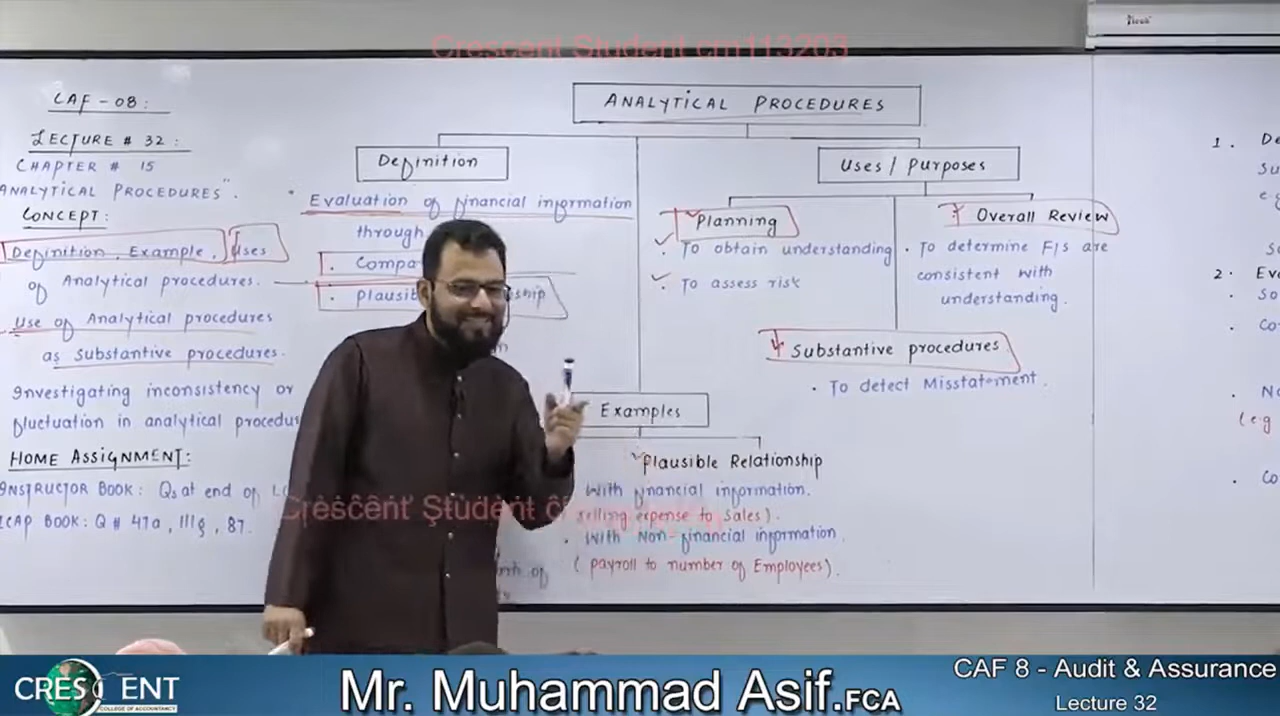 Crescent Student cm113203
CAF - 08:
LECTURE # 32:
CHAPTER # 15
ANALYTICAL PROCEDURES".
CONCEPT:
Definition, Example, Uses
of Analytical procedures.
Use of Analytical procedures
as Substantive procedures.
Investigating inconsistency or
fluctuation in analytical
HOME ASSIGNMENT:
INSTRUCTOR BOOK: Qs at end of
ICAP BOOK: Q # 47a, 111g, 87.
ANALYTICAL PROCEDURES
Definition
Evaluation of financial information
through
Examples
Plausible Relationship
With financial information.
selling expense to Sales).
With Non-financial information.
(payroll to number of Employees).
Uses / Purposes
Planning
To obtain understanding
To assess risk
Overall Review
To determine F/S are
consistent with
understanding.
Substantive procedures
To detect Misstatement.
1.
2.
(eg
Crescent Student
CRESCENT
COLLEGE OF ACCOUNTANCY
Mr. Muhammad Asif.FCA
CAF 8 - Audit & Assurance
Lecture 32